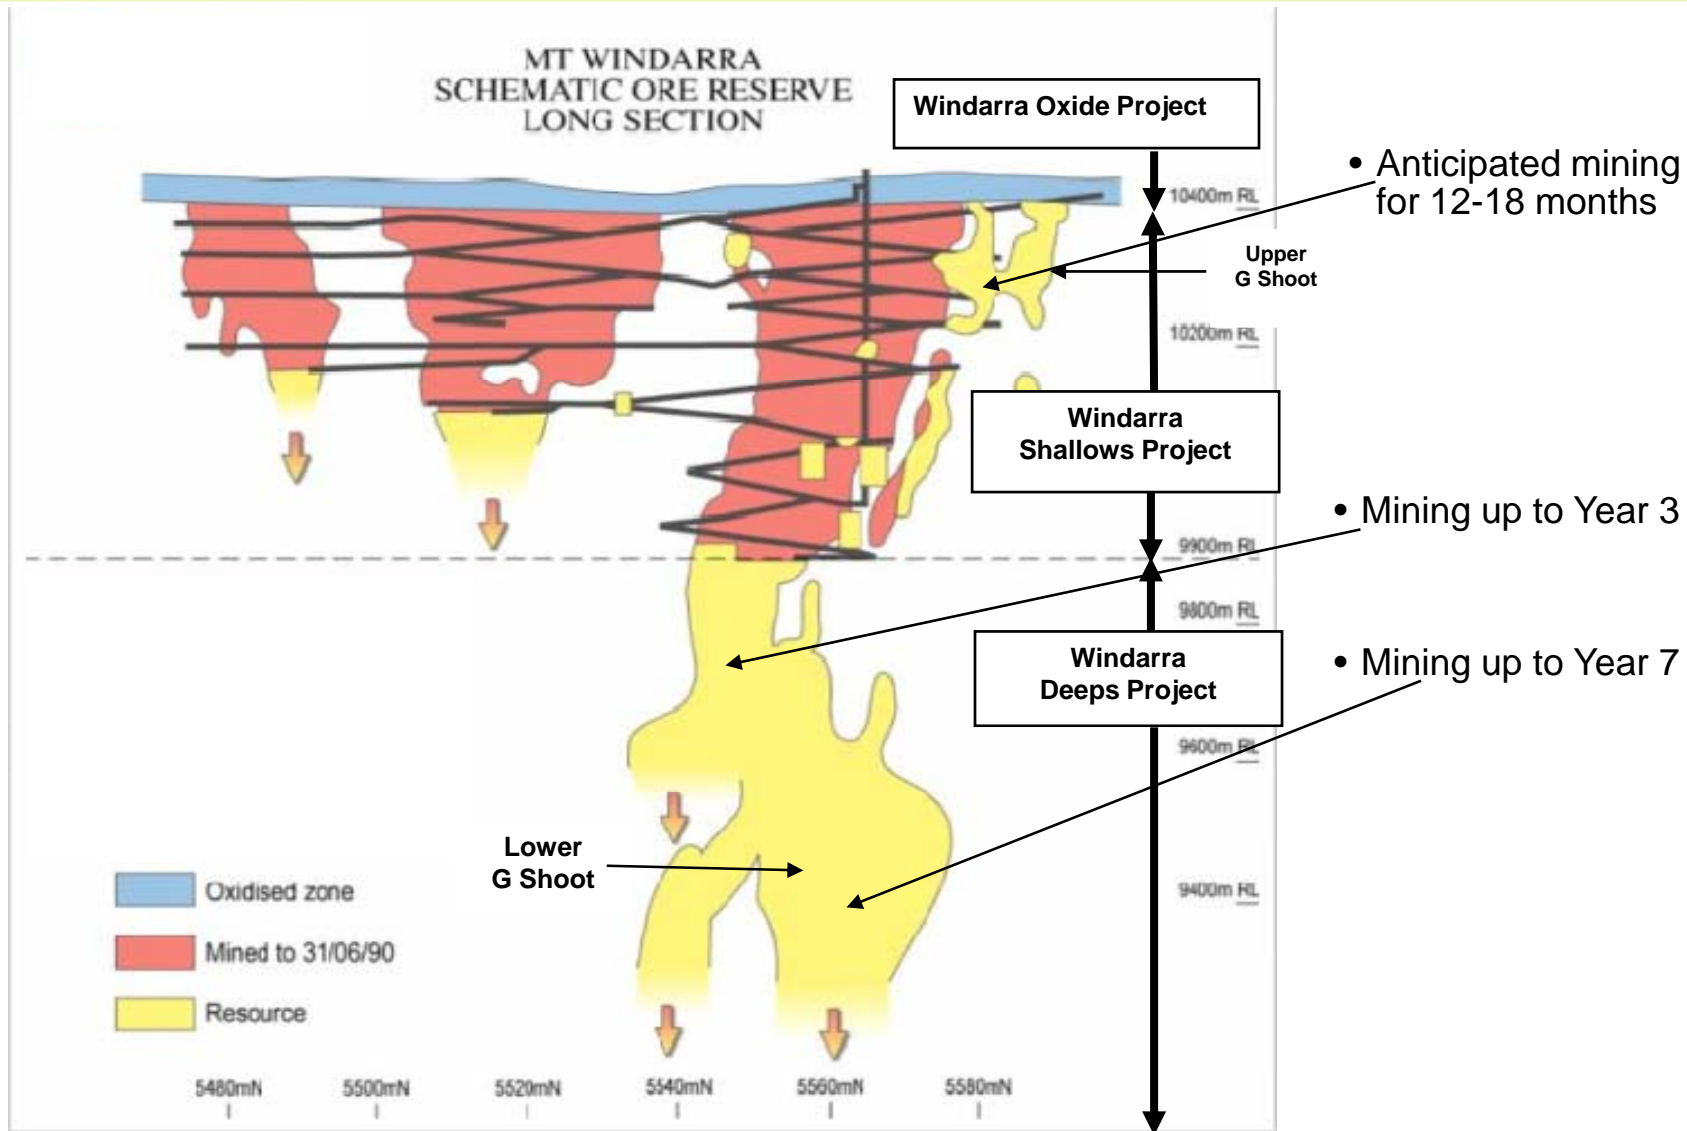 MT WINDARRA
SCHEMATIC ORE RESERVE
LONG SECTION
Windarra Oxide Project
• Anticipated mining
for 12-18 months
10400m RL
Upper
G Shoot
10200m RL
Windarra
Shallows Project
• Mining up to Year 3
9900m RL
9800m RL
Windarra
Deeps Project
• Mining up to Year 7
9600m RL
Lower
G Shoot
9400m RL
Oxidised zone
Mined to 31/06/90
Resource
5480mN 5500mN 5520mN 5540mN 5560mN 5580mN